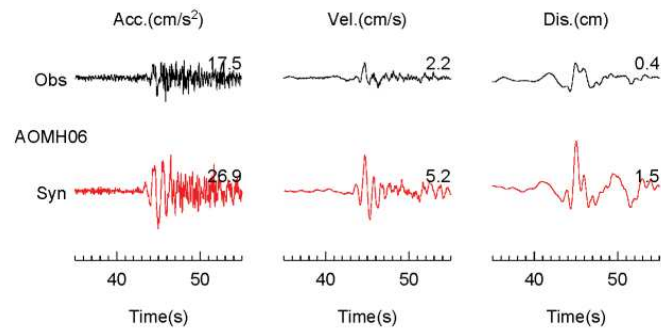 Acc.(cm/s²) Vel.(cm/s) Dis.(cm)
Obs 17.5 2.2 0.4
AOMH06
Syn 26.9 5.2 1.5
40 50 40 50 40 50
Time(s) Time(s) Time(s)